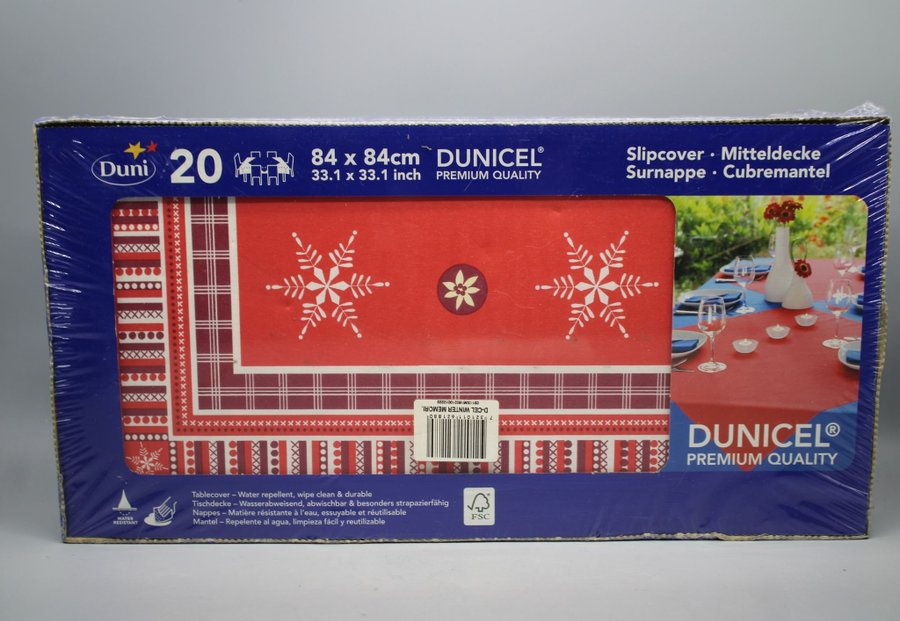 Duni
20
84 x 84cm
33.1 x 33.1 inch
DUNICEL®
PREMIUM QUALITY
Slipcover · Mitteldecke
Surnappe · Cubremantel
D-CEL WINTER MEMORI
DUNICEL®
PREMIUM QUALITY
WATER
RESISTANT
Tablecover – Water repellent, wipe clean & durable
Tischdecke – Wasserabweisend, abwischbar & besonders strapazierfähig
Nappes – Matière résistante à l'eau, essuyable et réutilisable
Mantel – Repelente al agua, limpieza fácil y reutilizable
FSC